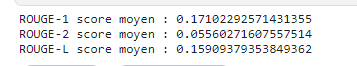 ROUGE-1 score moyen : 0.17102292571431355
ROUGE-2 score moyen : 0.05560271607557514
ROUGE-L score moyen : 0.15909379353849362